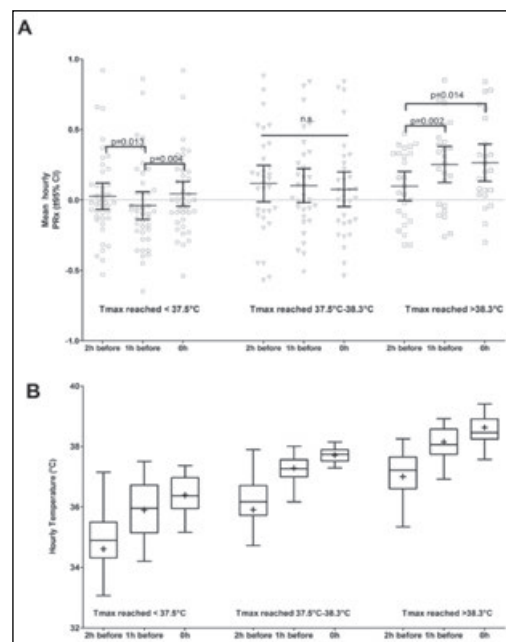 A
1.0
p=0.014
n.s.
p=0.002
p=0.013
0.5
p=0.004
Mean hourly
PRx (±95% CI)
0.0
-0.5
Tmax reached < 37.5°C
Tmax reached 37.5°C-38.3°C
Tmax reached >38.3°C
-1.0
2h before 1h before 0h
2h before 1h before 0h
2h before 1h before 0h
B
40
38
Hourly Temperature (°C)
36
34
Tmax reached < 37.5°C
Tmax reached 37.5°C-38.3°C
Tmax reached >38.3°C
32
2h before 1h before 0h
2h before 1h before 0h
2h before 1h before 0h